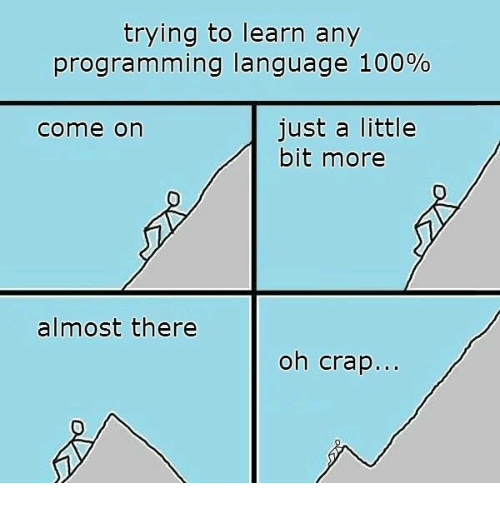 trying to learn any
programming language 100%
come on
just a little
bit more
almost there
oh crap...